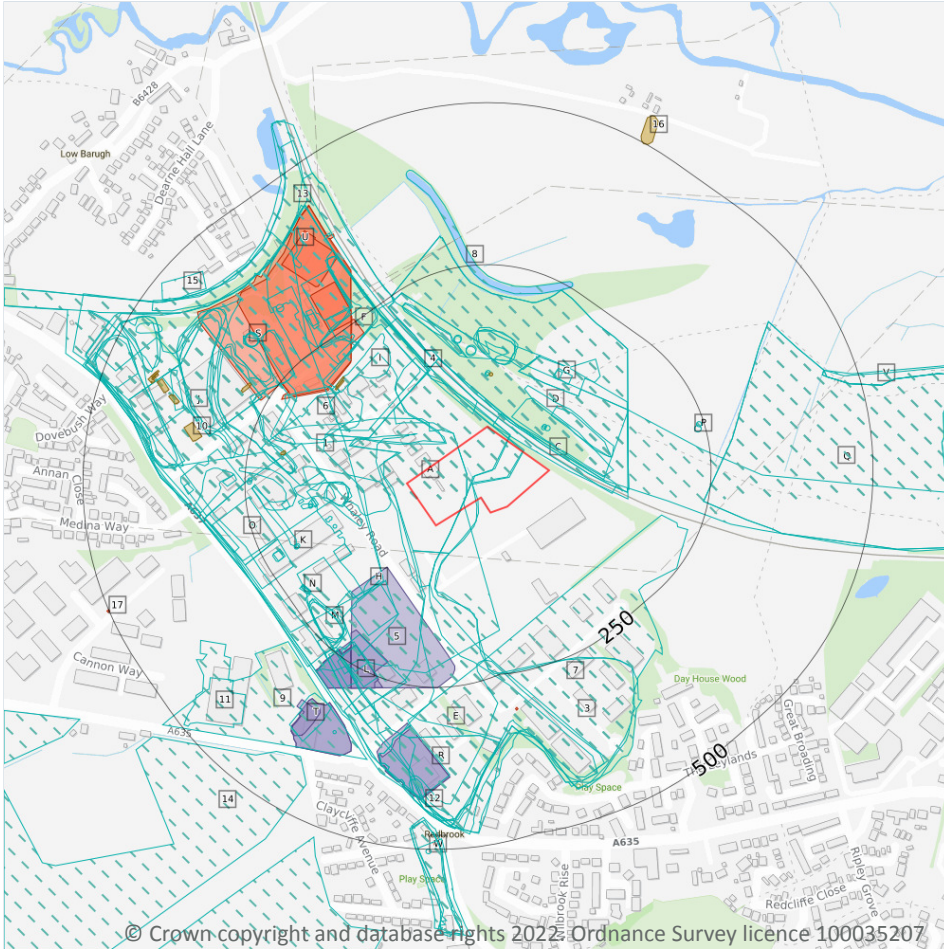 B6428
16
Low Barugh
Dearne Hall Lane
13
U
8
15
S
F
I
4
G
V
D
J
6
P
Dovebush Way
10
1
C
Q
A
Annan Close
Whaley Road
A637
Medina Way
O
K
H
N
17
M
5
250
Cannon Way
L
7
Day House Wood
11
9
T
E
3
Great Broading
A635
R
500
Play Space
14
12
Claycliffe Avenue
Redbrook
W
A635
Play Space
Redcliffe Close
Ripley Grove
© Crown copyright and database rights 2022. Ordnance Survey licence 100035207.